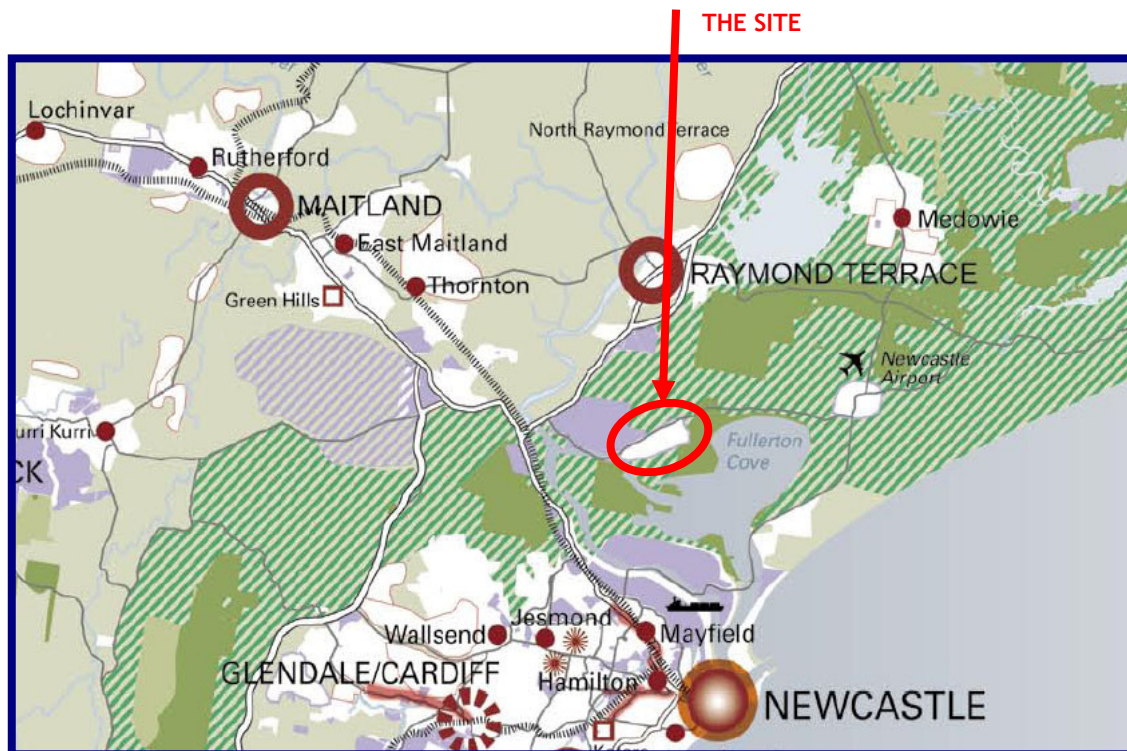 THE SITE
Lochinvar
Rutherford
North Raymond Terrace
MAITLAND
Medowie
East Maitland
RAYMOND TERRACE
Thornton
Green Hills
Newcastle
Airport
urri Kurri
Fullerton
Cove
CK
Jesmond
Wallsend
Mayfield
GLENDALE/CARDIFF
Hamilton
NEWCASTLE